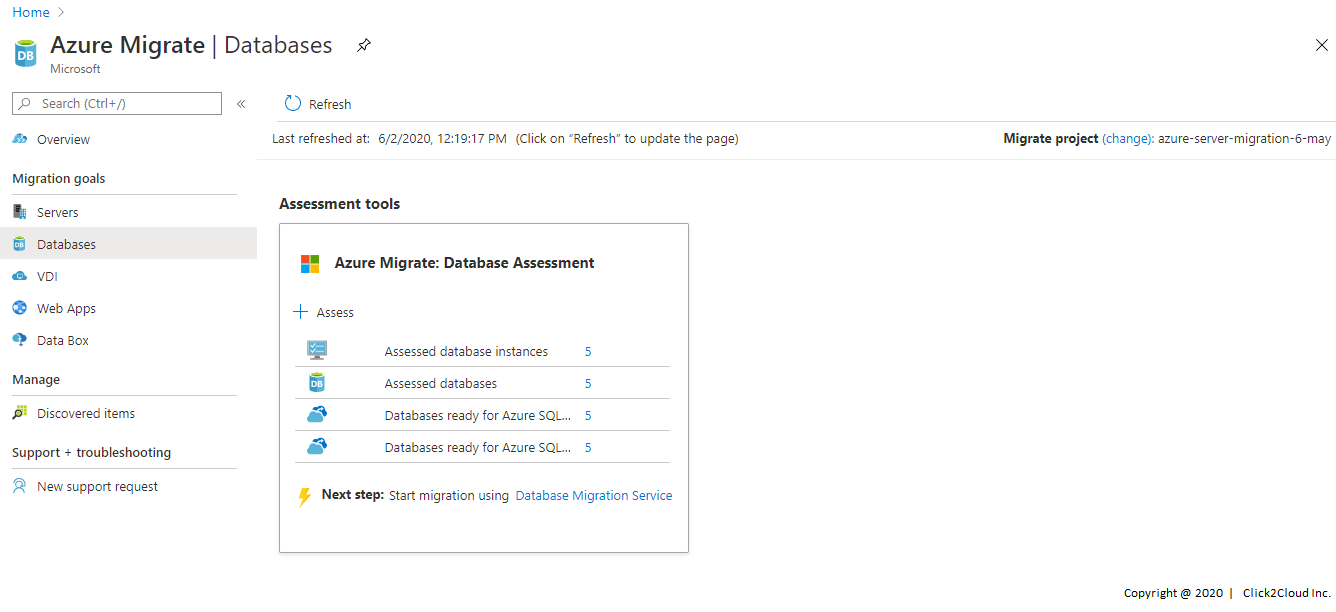 Home
Azure Migrate | Databases
Microsoft
Search (Ctrl+/)
«
Refresh
Overview
Last refreshed at: 6/2/2020, 12:19:17 PM (Click on “Refresh” to update the page)
Migrate project (change): azure-server-migration-6-may
Migration goals
Servers
Databases
VDI
Web Apps
Data Box
Manage
Discovered items
Support + troubleshooting
New support request
Assessment tools
Azure Migrate: Database Assessment
Assess
Assessed database instances 5
DB
Assessed databases 5
Databases ready for Azure SQL... 5
Databases ready for Azure SQL... 5
Next step: Start migration using Database Migration Service
Copyright @ 2020 | Click2Cloud Inc.